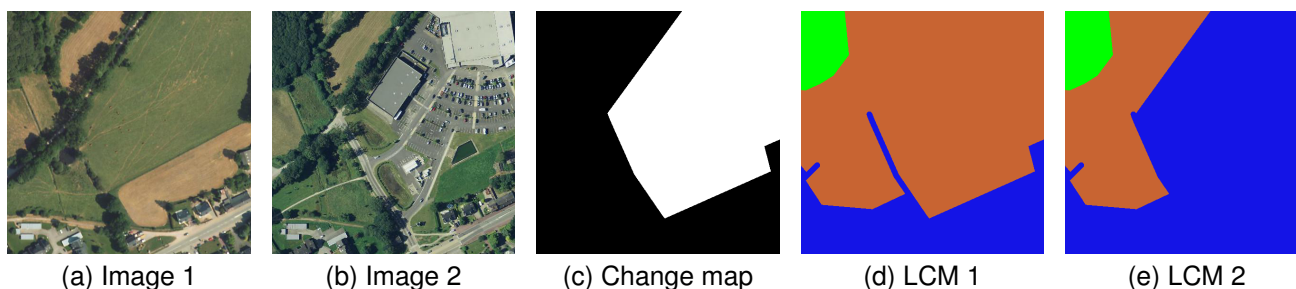 (a) Image 1
(b) Image 2
(c) Change map
(d) LCM 1
(e) LCM 2